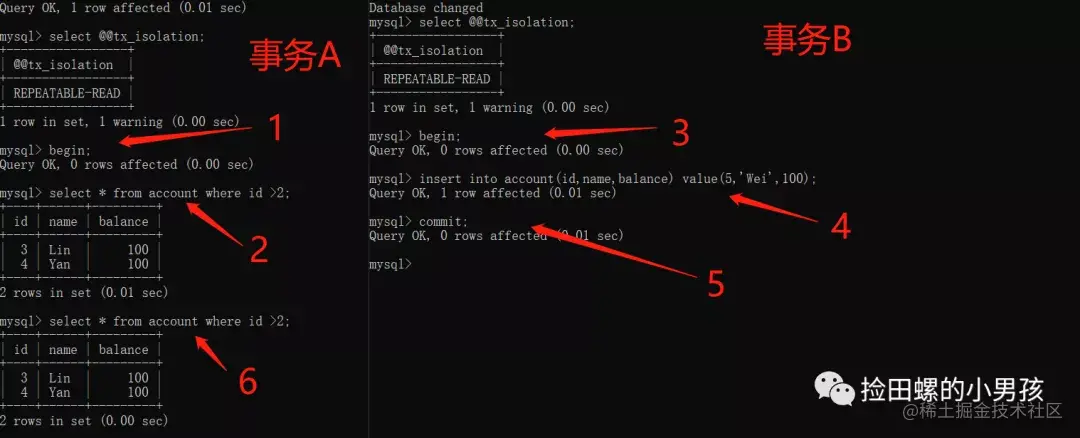 Query OK, 1 row affected (0.01 sec)
mysql> select @@tx_isolation;
+-----------------+
| @@tx_isolation |
+-----------------+
| REPEATABLE-READ |
+-----------------+
1 row in set, 1 warning (0.00 sec)
mysql> begin;
Query OK, 0 rows affected (0.00 sec)
mysql> select * from account where id >2;
+----+------+---------+
| id | name | balance |
+----+------+---------+
| 3 | Lin | 100 |
| 4 | Yan | 100 |
+----+------+---------+
2 rows in set (0.01 sec)
mysql> select * from account where id >2;
+----+------+---------+
| id | name | balance |
+----+------+---------+
| 3 | Lin | 100 |
| 4 | Yan | 100 |
+----+------+---------+
2 rows in set (0.00 sec)
事务A
1
2
6
Database changed
mysql> select @@tx_isolation;
+-----------------+
| @@tx_isolation |
+-----------------+
| REPEATABLE-READ |
+-----------------+
1 row in set, 1 warning (0.00 sec)
mysql> begin;
Query OK, 0 rows affected (0.00 sec)
mysql> insert into account(id,name,balance) value(5,'Wei',100);
Query OK, 1 row affected (0.01 sec)
mysql> commit;
Query OK, 0 rows affected (0.01 sec)
mysql>
事务B
3
4
5
捡田螺的小男孩
@稀土掘金技术社区